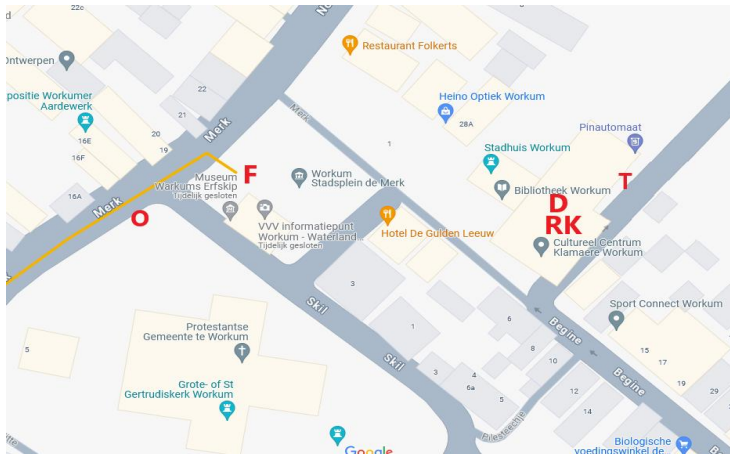 22c
d
Restaurant Folkerts
Ontwerpen
positie Workumer
Aardewerk
22
21
20
19
16E
16F
16A
Merk
Merk
Merk
Heino Optiek Workum
28A
1
Pinautomaat
Stadhuis Workum
Bibliotheek Workum
T
D
RK
F
O
Museum
Warkums Erfskip
Tijdelijk gesloten
Workum
Stadsplein de Merk
VVV informatiepunt
Workum - Waterland
Tijdelijk gesloten
Hotel De Gulden Leeuw
Cultureel Centrum
Klamaere Workum
3
Skil
Skil
1
6
8
10
3
4
6a
5
12
14
Begine
Begine
Sport Connect Workum
15
17
19
29
5
Protestantse
Gemeente te Workum
Grote- of St
Gertrudiskerk Workum
Google
Biologische
voedingswinkel de